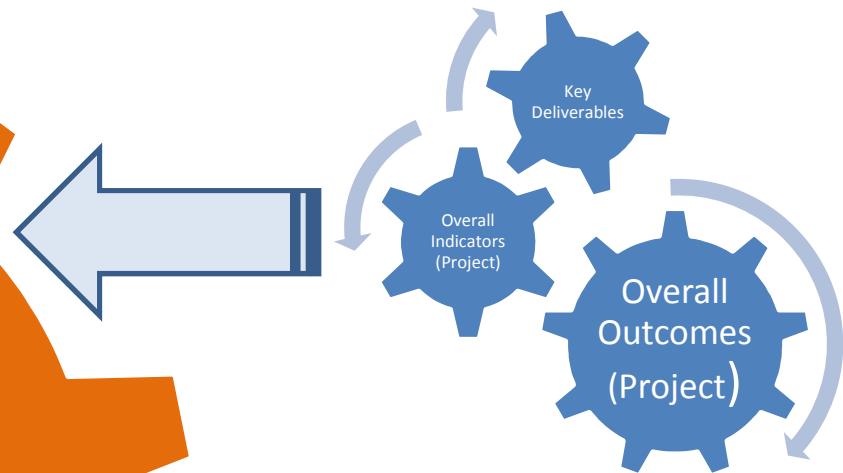 Key
Deliverables
Overall
Indicators
(Project)
Overall
Outcomes
(Project)